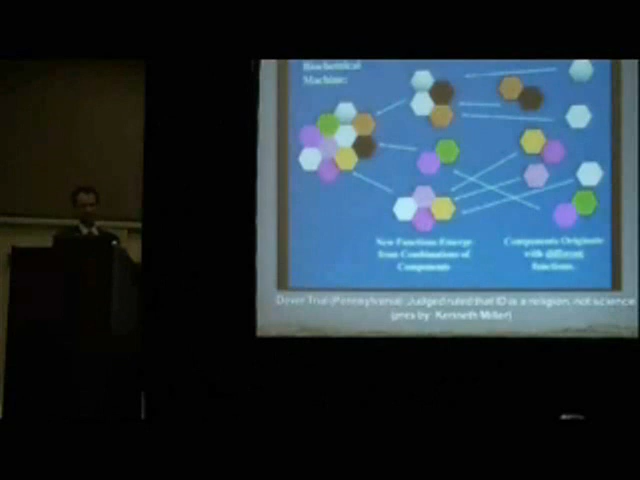 Biochemical
Machine:
New Functions Emerge
from Combinations of
Components
Components Originate
with different
functions.
Dover Trial (Pennsylvania) Judged ruled that ID is a religion, not science
(pres by: Kenneth Miller)